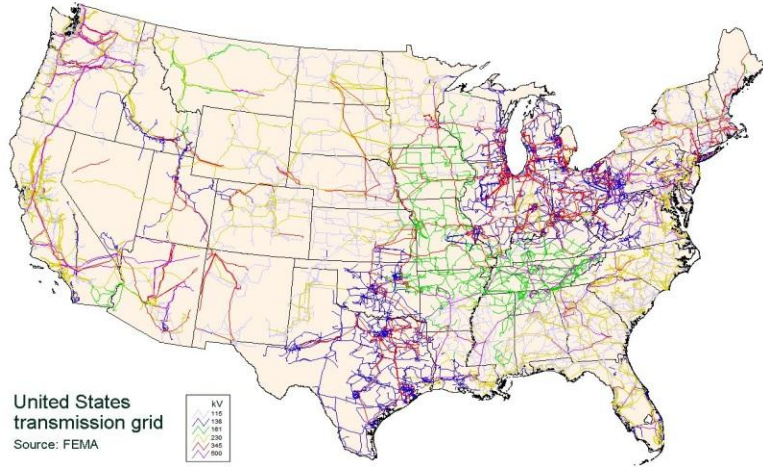 United States
transmission grid
Source: FEMA
kV
115
138
161
230
345
500